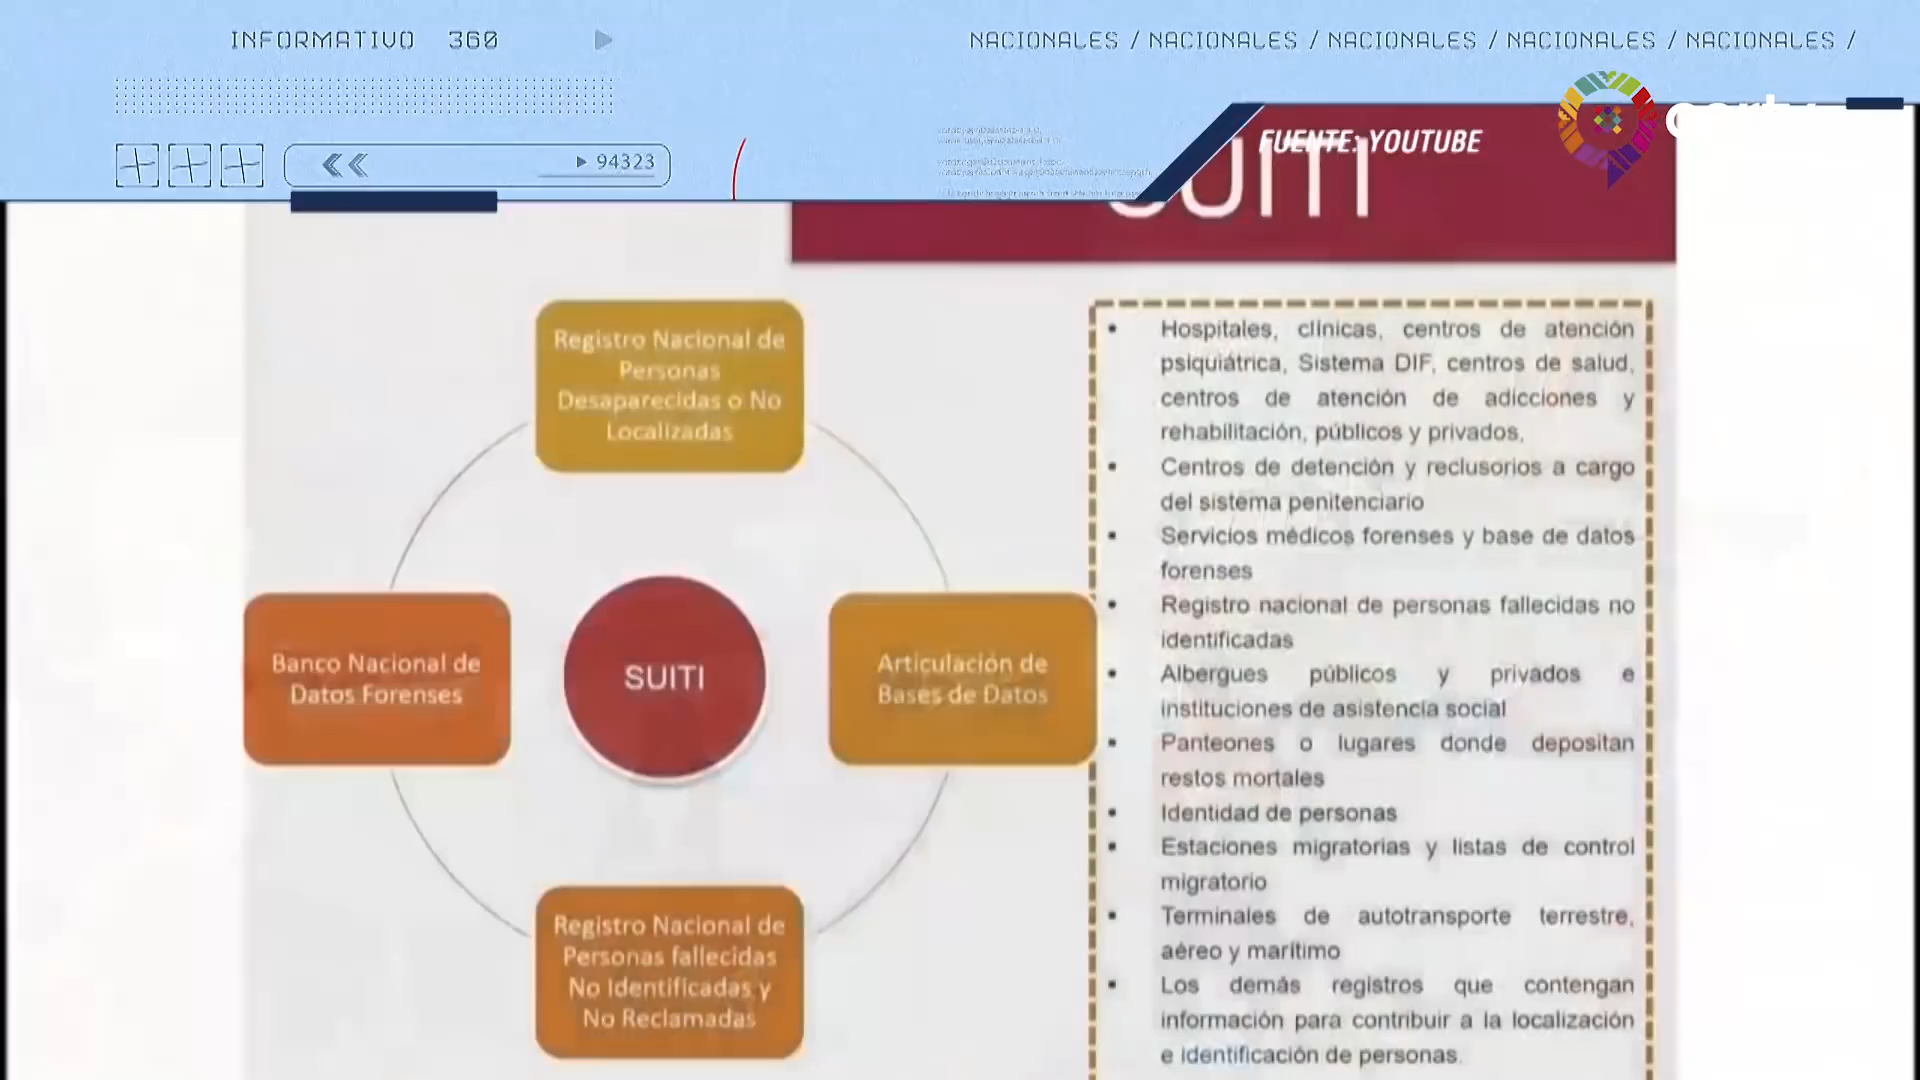 INFORMATIVO 360
NACIONALES / NACIONALES / NACIONALES / NACIONALES / NACIONALES /
94323
FUENTE: YOUTUBE
SUITI
Registro Nacional de
Personas
Desaparecidas o No
Localizadas
Banco Nacional de
Datos Forenses
SUITI
Articulación de
Bases de Datos
Registro Nacional de
Personas fallecidas
No Identificadas y
No Reclamadas
• Hospitales, clínicas, centros de atención
psiquiátrica, Sistema DIF, centros de salud,
centros de atención de adicciones y
rehabilitación, públicos y privados,
• Centros de detención y reclusorios a cargo
del sistema penitenciario
• Servicios médicos forenses y base de datos
forenses
• Registro nacional de personas fallecidas no
identificadas
• Albergues públicos y privados e
instituciones de asistencia social
• Panteones o lugares donde depositan
restos mortales
• Identidad de personas
• Estaciones migratorias y listas de control
migratorio
• Terminales de autotransporte terrestre,
aéreo y marítimo
• Los demás registros que contengan
información para contribuir a la localización
e identificación de personas.